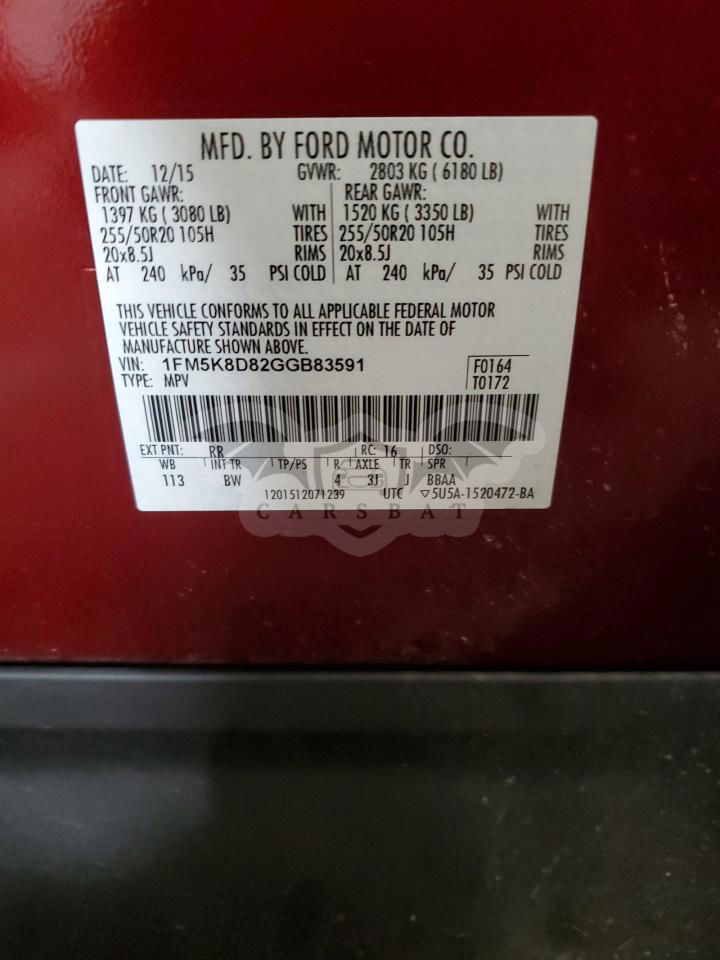 MFD. BY FORD MOTOR CO.
DATE: 12/15 GVWR: 2803 KG ( 6180 LB)
FRONT GAWR: REAR GAWR:
1397 KG ( 3080 LB) WITH 1520 KG ( 3350 LB) WITH
255/50R20 105H TIRES 255/50R20 105H TIRES
20x8.5J RIMS 20x8.5J RIMS
AT 240 kPa/ 35 PSI COLD AT 240 kPa/ 35 PSI COLD
THIS VEHICLE CONFORMS TO ALL APPLICABLE FEDERAL MOTOR
VEHICLE SAFETY STANDARDS IN EFFECT ON THE DATE OF
MANUFACTURE SHOWN ABOVE.
VIN: 1FM5K8D82GGB83591 F0164
TYPE: MPV T0172
EXT PNT: RR RC: 16 DSO:
WB INT TR TP/PS R AXLE TR SPR
113 BW 4 3J J BBAA
1201512071239 UTC ▽5U5A-1520472-BA
CARSBAT